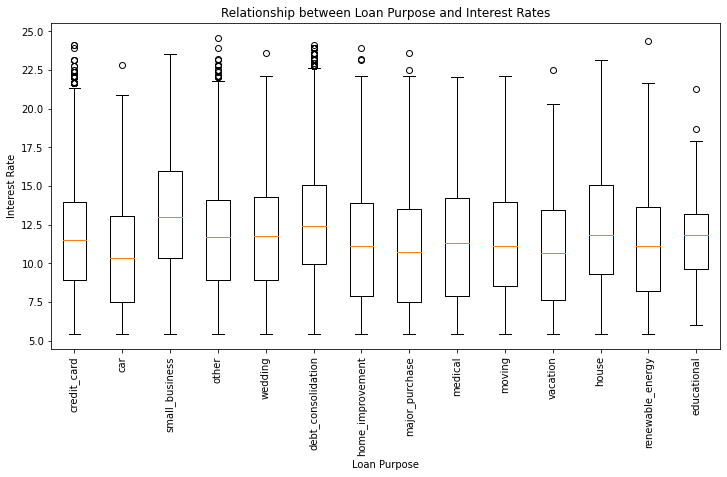 Relationship between Loan Purpose and Interest Rates
Interest Rate
25.0
22.5
20.0
17.5
15.0
12.5
10.0
7.5
5.0
credit_card
car
small_business
other
wedding
debt_consolidation
home_improvement
major_purchase
medical
moving
vacation
house
renewable_energy
educational
Loan Purpose